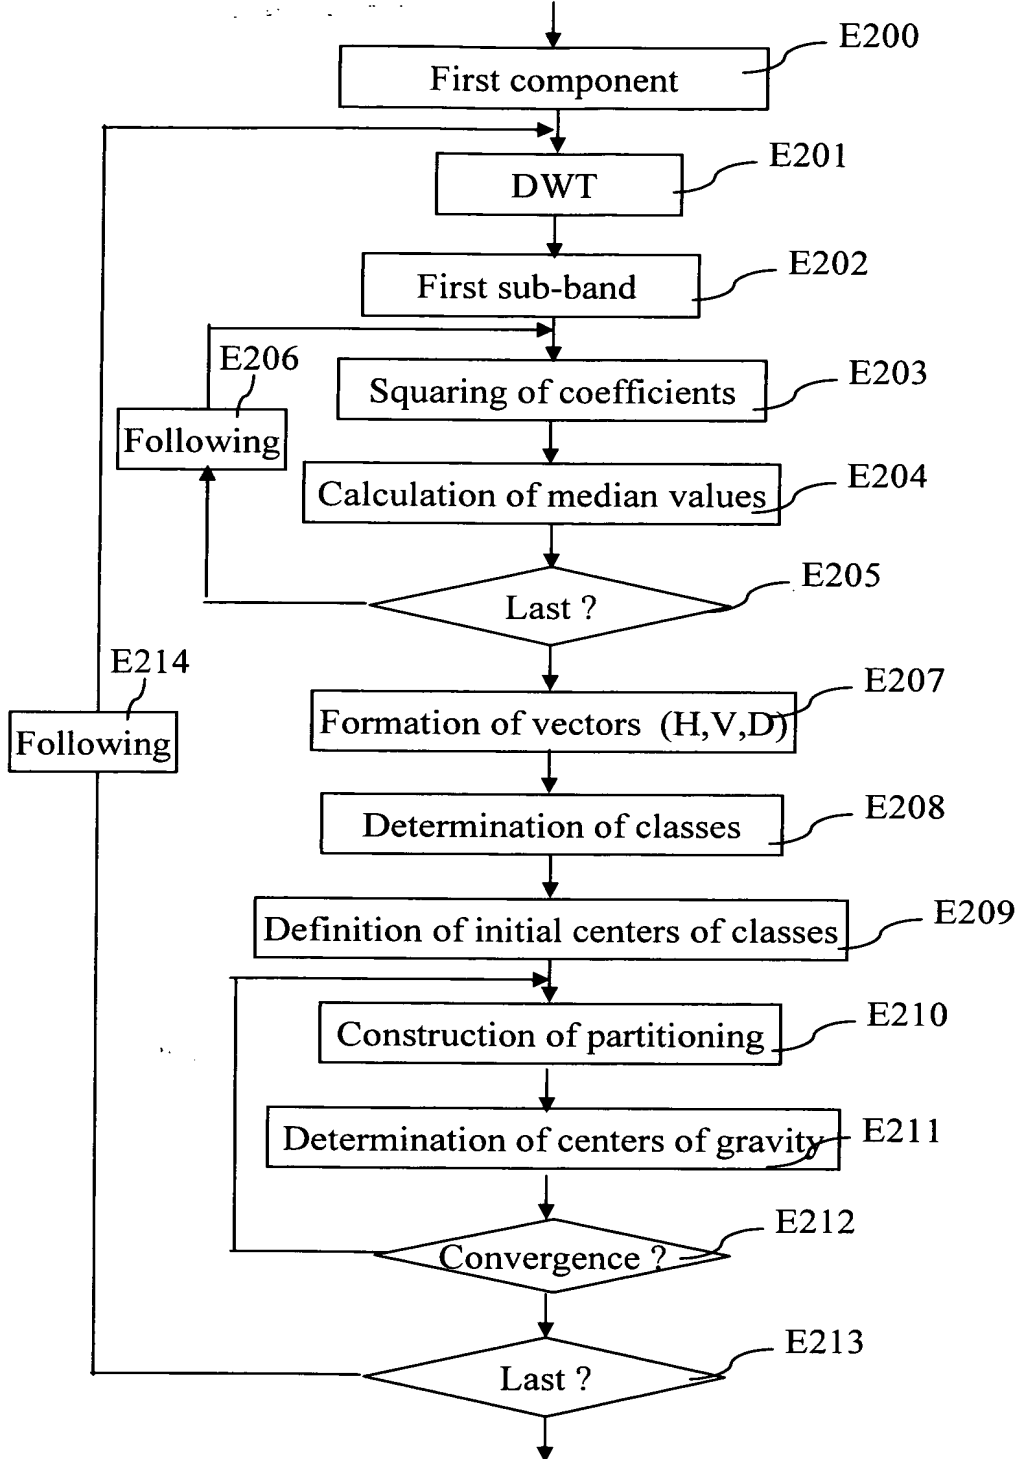 E200
First component
E201
DWT
E202
First sub-band
E206
E203
Squaring of coefficients
Following
E204
Calculation of median values
E205
Last ?
E214
E207
Formation of vectors (H,V,D)
Following
E208
Determination of classes
E209
Definition of initial centers of classes
E210
Construction of partitioning
E211
Determination of centers of gravity
E212
Convergence ?
E213
Last ?